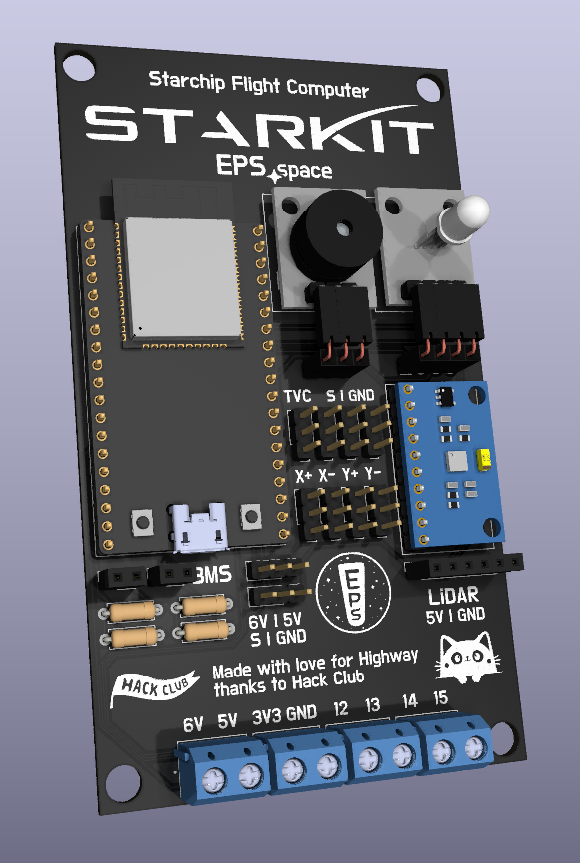 Starchip Flight Computer
STARKIT
EPS space
TVC S | GND
X+ X- Y+ Y-
BMS
6V | 5V
S | GND
EPS
LiDAR
5V | GND
HACK CLUB
Made with love for Highway
thanks to Hack Club
6V 5V 3V3 GND 12 13 14 15